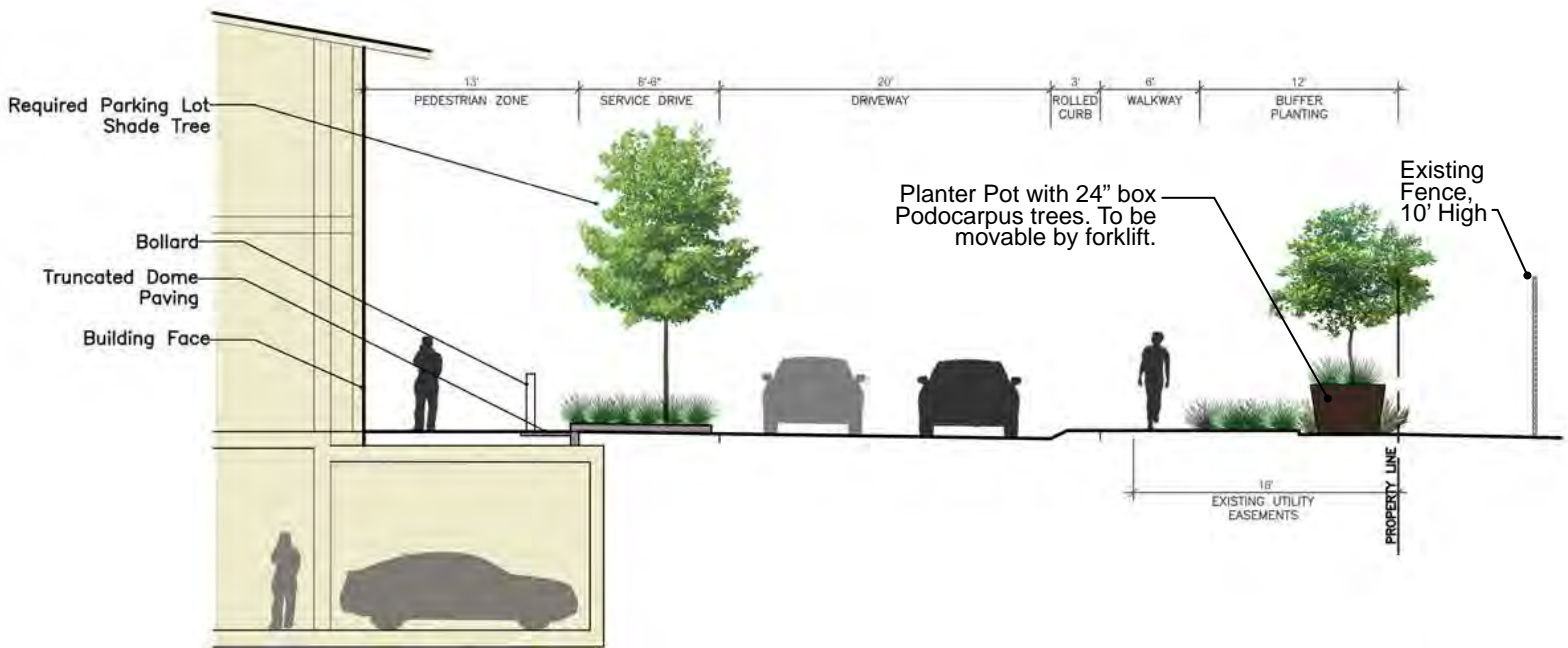 13'
PEDESTRIAN ZONE
8'-6"
SERVICE DRIVE
20'
DRIVEWAY
3'
ROLLED
CURB
6'
WALKWAY
12'
BUFFER
PLANTING
Required Parking Lot
Shade Tree
Bollard
Truncated Dome
Paving
Building Face
Planter Pot with 24” box
Podocarpus trees. To be
movable by forklift.
Existing
Fence,
10’ High
16'
EXISTING UTILITY
EASEMENTS
PROPERTY LINE